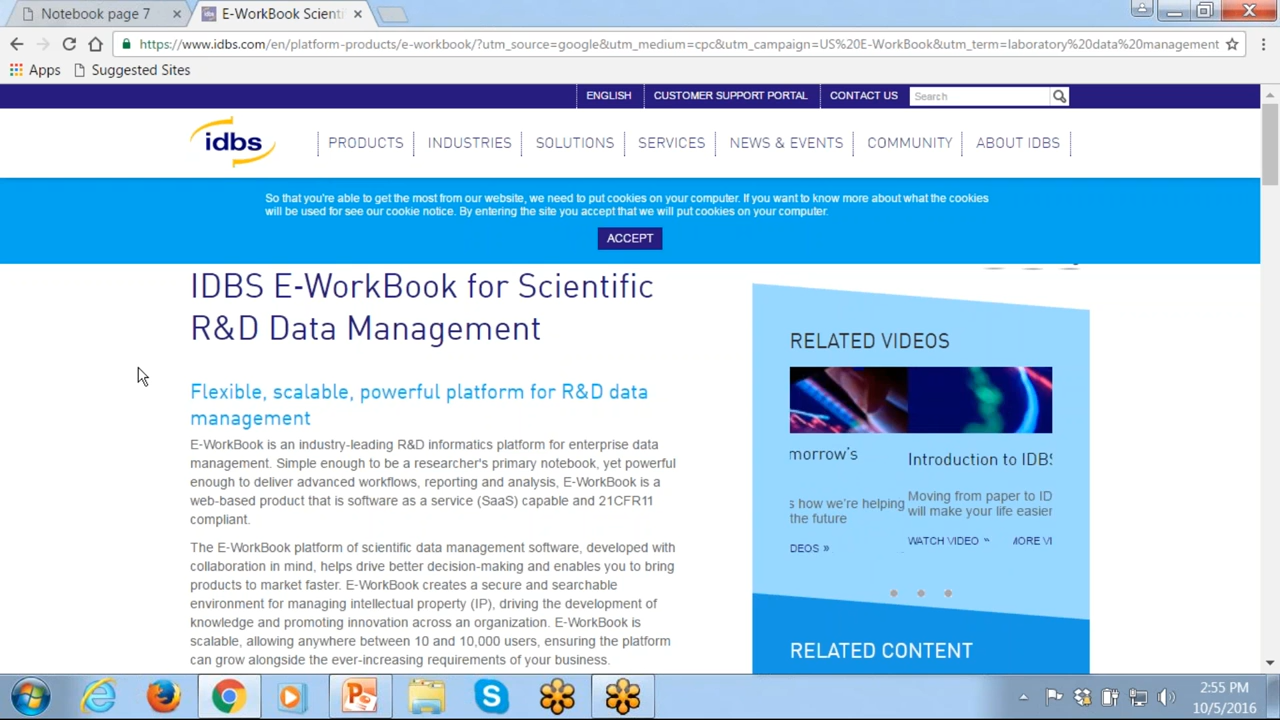 Notebook page 7
E-WorkBook Scienti
https://www.idbs.com/en/platform-products/e-workbook/?utm_source=google&utm_medium=cpc&utm_campaign=US%20E-WorkBook&utm_term=laboratory%20data%20management
Apps
Suggested Sites
ENGLISH
CUSTOMER SUPPORT PORTAL
CONTACT US
Search
idbs
PRODUCTS
INDUSTRIES
SOLUTIONS
SERVICES
NEWS & EVENTS
COMMUNITY
ABOUT IDBS
So that you're able to get the most from our website, we need to put cookies on your computer. If you want to know more about what the cookies
will be used for see our cookie notice. By entering the site you accept that we will put cookies on your computer.
ACCEPT
IDBS E-WorkBook for Scientific
R&D Data Management
Flexible, scalable, powerful platform for R&D data
management
E-WorkBook is an industry-leading R&D informatics platform for enterprise data
management. Simple enough to be a researcher's primary notebook, yet powerful
enough to deliver advanced workflows, reporting and analysis, E-WorkBook is a
web-based product that is software as a service (SaaS) capable and 21CFR11
compliant.
The E-WorkBook platform of scientific data management software, developed with
collaboration in mind, helps drive better decision-making and enables you to bring
products to market faster. E-WorkBook creates a secure and searchable
environment for managing intellectual property (IP), driving the development of
knowledge and promoting innovation across an organization. E-WorkBook is
scalable, allowing anywhere between 10 and 10,000 users, ensuring the platform
can grow alongside the ever-increasing requirements of your business.
RELATED VIDEOS
morrow's
s how we're helping
the future
DEOS »
Introduction to IDBS
Moving from paper to ID
will make your life easier
WATCH VIDEO »
MORE VI
RELATED CONTENT
2:55 PM
10/5/2016